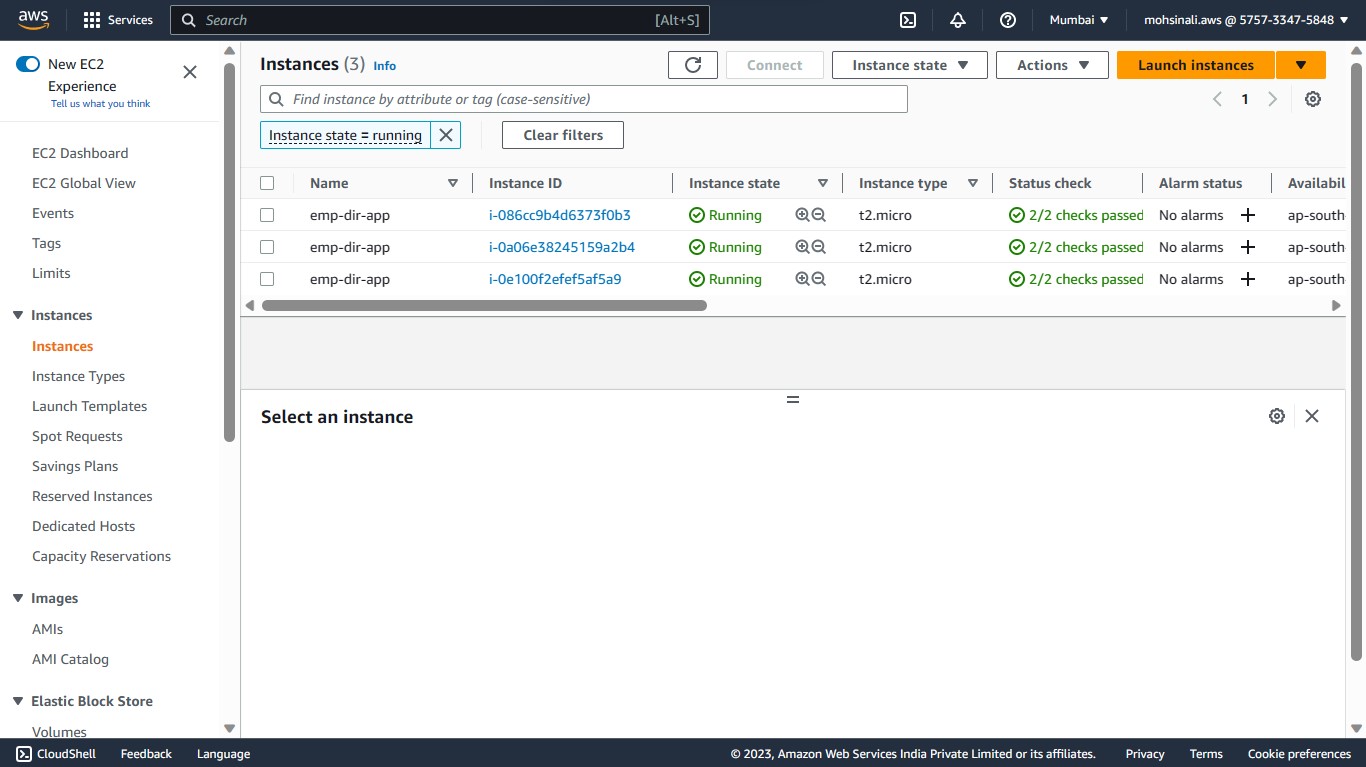 aws Services Search [Alt+S] Mumbai mohsinali.aws @ 5757-3347-5848
New EC2
Experience
Tell us what you think
EC2 Dashboard
EC2 Global View
Events
Tags
Limits
Instances
Instances
Instance Types
Launch Templates
Spot Requests
Savings Plans
Reserved Instances
Dedicated Hosts
Capacity Reservations
Images
AMIs
AMI Catalog
Elastic Block Store
Volumes
Instances (3) Info Connect Instance state Actions Launch instances
Find instance by attribute or tag (case-sensitive) 1
Instance state = running Clear filters
Name Instance ID Instance state Instance type Status check Alarm status Availabil
emp-dir-app i-086cc9b4d6373f0b3 Running t2.micro 2/2 checks passed No alarms ap-south
emp-dir-app i-0a06e38245159a2b4 Running t2.micro 2/2 checks passed No alarms ap-south
emp-dir-app i-0e100f2efef5af5a9 Running t2.micro 2/2 checks passed No alarms ap-south
Select an instance
CloudShell Feedback Language © 2023, Amazon Web Services India Private Limited or its affiliates. Privacy Terms Cookie preferences